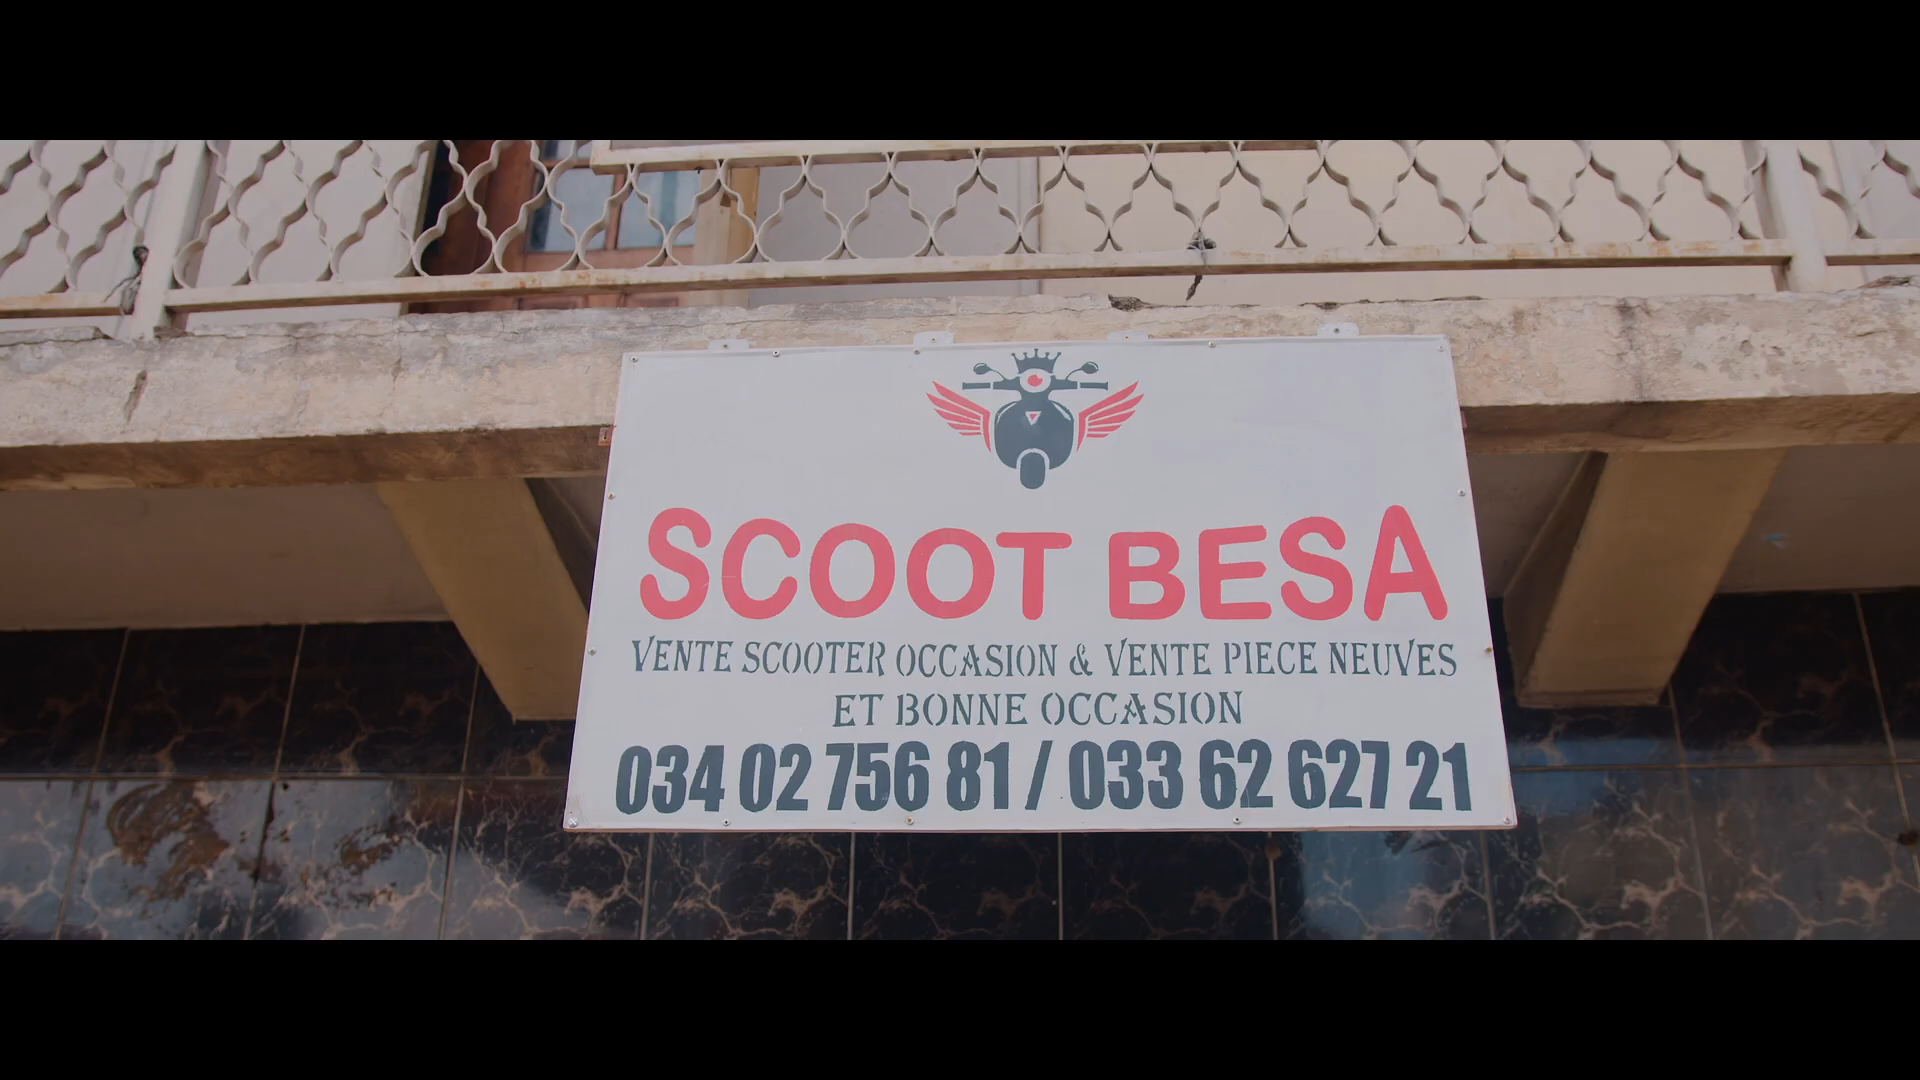 SCOOT BESA
VENTE SCOOTER OCCASION & VENTE PIECE NEUVES
ET BONNE OCCASION
034 02 756 81 / 033 62 627 21